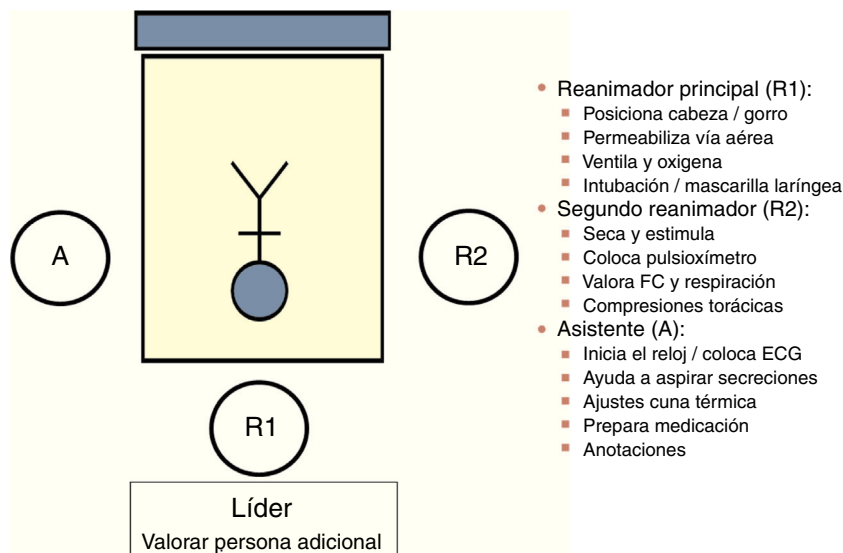 A
R2
R1
Líder
Valorar persona adicional
• Reanimador principal (R1):
▪ Posiciona cabeza / gorro
▪ Permeabiliza vía aérea
▪ Ventila y oxigena
▪ Intubación / mascarilla laríngea
• Segundo reanimador (R2):
▪ Seca y estimula
▪ Coloca pulsioxímetro
▪ Valora FC y respiración
▪ Compresiones torácicas
• Asistente (A):
▪ Inicia el reloj / coloca ECG
▪ Ayuda a aspirar secreciones
▪ Ajustes cuna térmica
▪ Prepara medicación
▪ Anotaciones